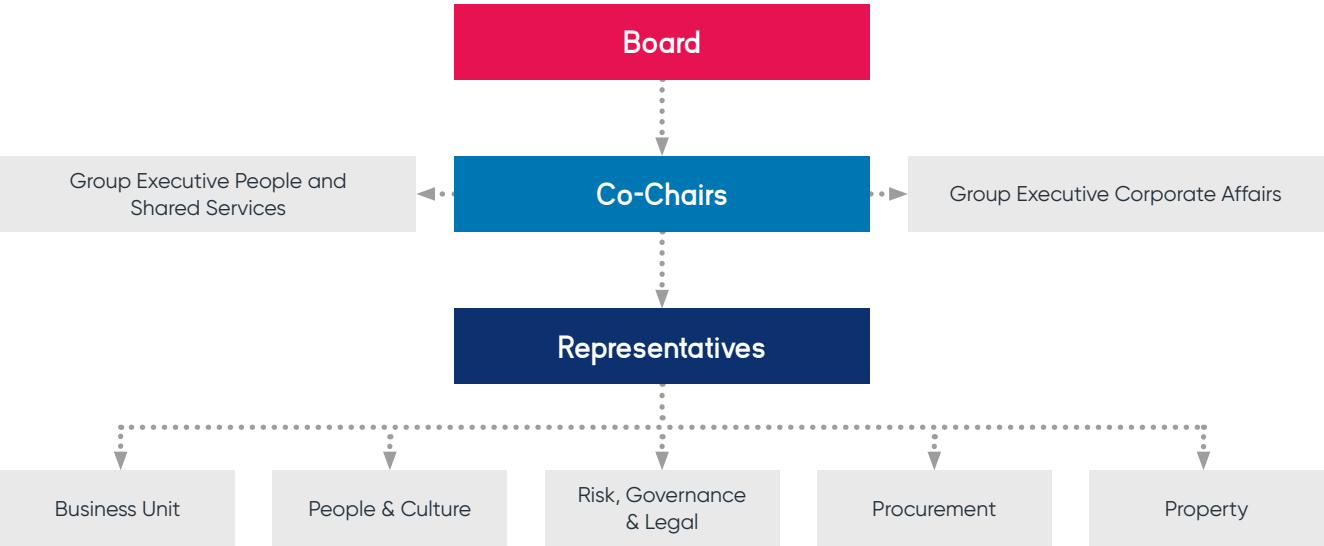 Board
Group Executive People and
Shared Services
Co-Chairs
Group Executive Corporate Affairs
Representatives
Business Unit
People & Culture
Risk, Governance
& Legal
Procurement
Property